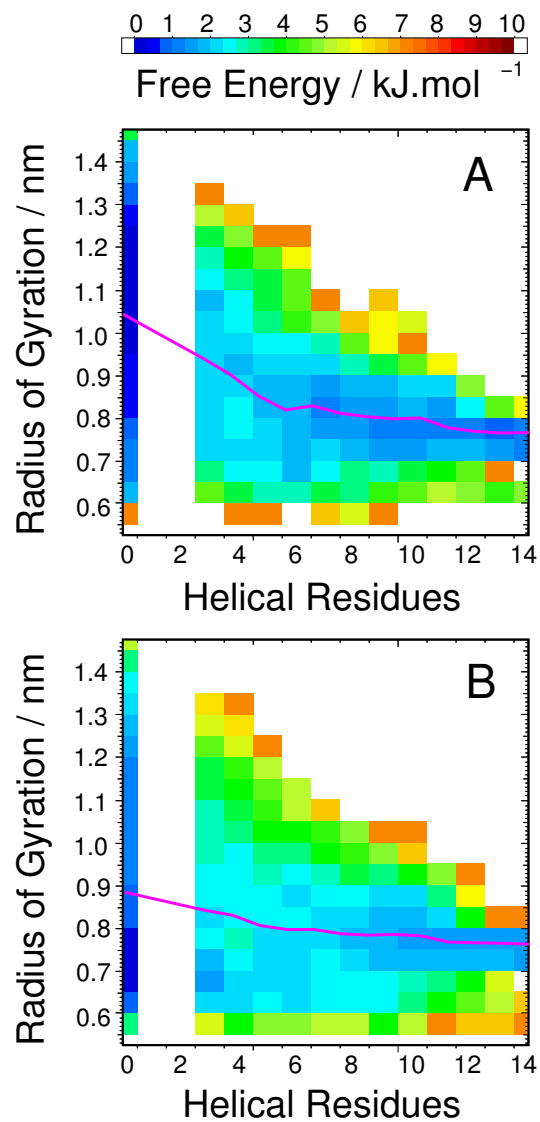 0 1 2 3 4 5 6 7 8 9 10
Free Energy / kJ.mol −1
A
Radius of Gyration / nm
1.4
1.3
1.2
1.1
1.0
0.9
0.8
0.7
0.6
0 2 4 6 8 10 12 14
Helical Residues
B
Radius of Gyration / nm
1.4
1.3
1.2
1.1
1.0
0.9
0.8
0.7
0.6
0 2 4 6 8 10 12 14
Helical Residues